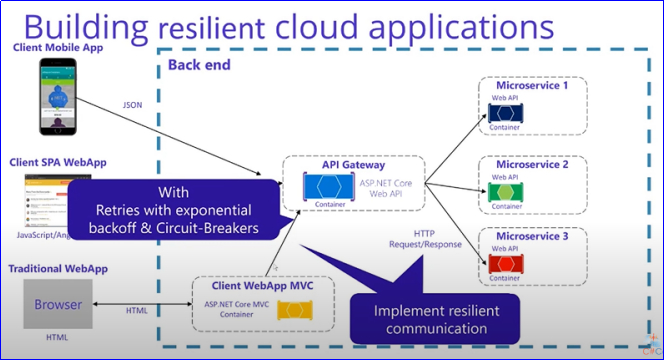 Building resilient cloud applications
Client Mobile App
Back end
JSON
Microservice 1
Web API
Container
Client SPA WebApp
API Gateway
ASP.NET Core
Web API
Container
Microservice 2
Web API
Container
With
Retries with exponential
backoff & Circuit-Breakers
HTTP
Request/Response
Microservice 3
Web API
Container
Traditional WebApp
Browser
HTML
HTML
Client WebApp MVC
ASP.NET Core MVC
Container
Implement resilient
communication